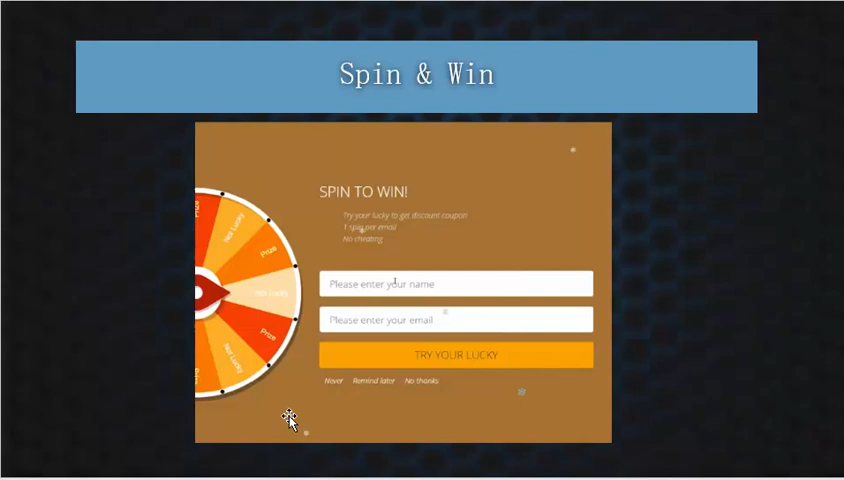 Spin & Win
SPIN TO WIN!
Try your lucky to get discount coupon
1 spin per email
No cheating
Please enter your name
Please enter your email
TRY YOUR LUCKY
Never Remind later No thanks
Prize
Not Lucky
Prize
Not Lucky
Prize
Not Lucky
Prize